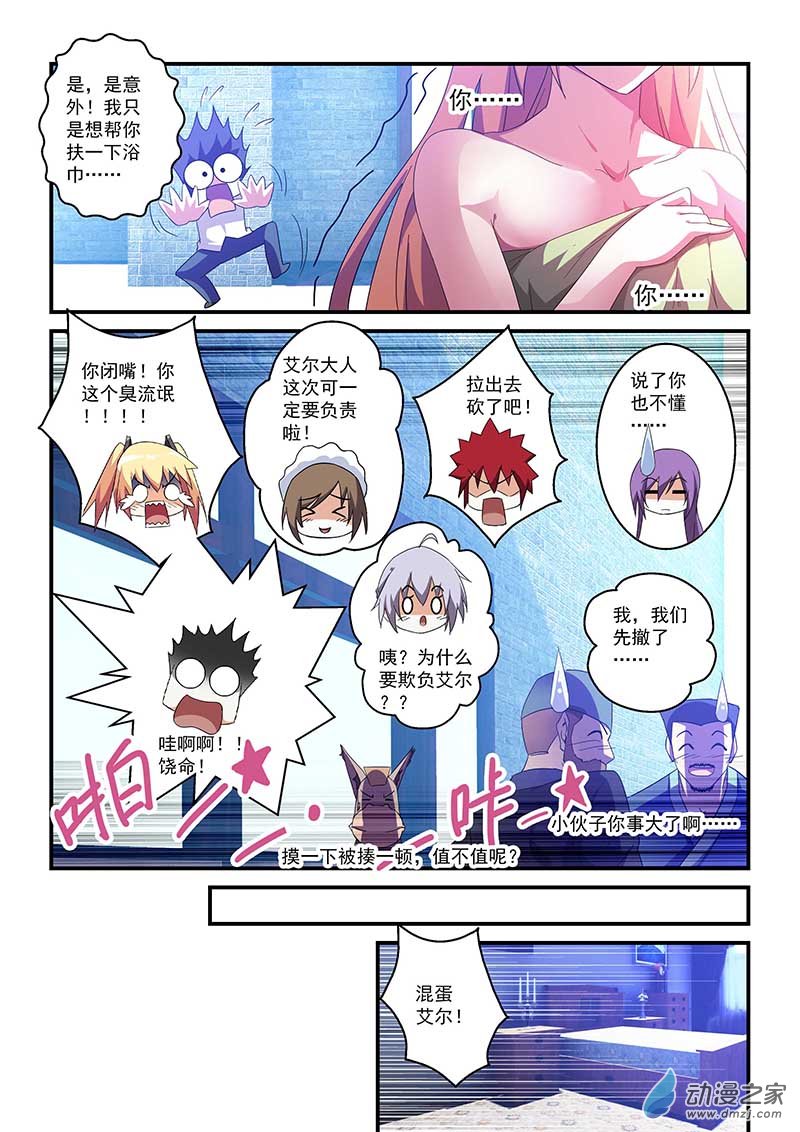 是，是意
外！我只
是想帮你
扶一下浴
巾……
你……
你……
你闭嘴！你
这个臭流氓
！！！！
艾尔大人
这次可一
定要负责
啦！
拉出去
砍了吧！
说了你
也不懂
……
哇啊啊！！
饶命！
咦？为什么
要欺负艾尔
？？
我，我们
先撤了
……
啪—★
·—咔—★
小伙子你事大了啊……
摸一下被揍一顿，值不值呢？
混蛋
艾尔！
动漫之家
www.dmzj.com